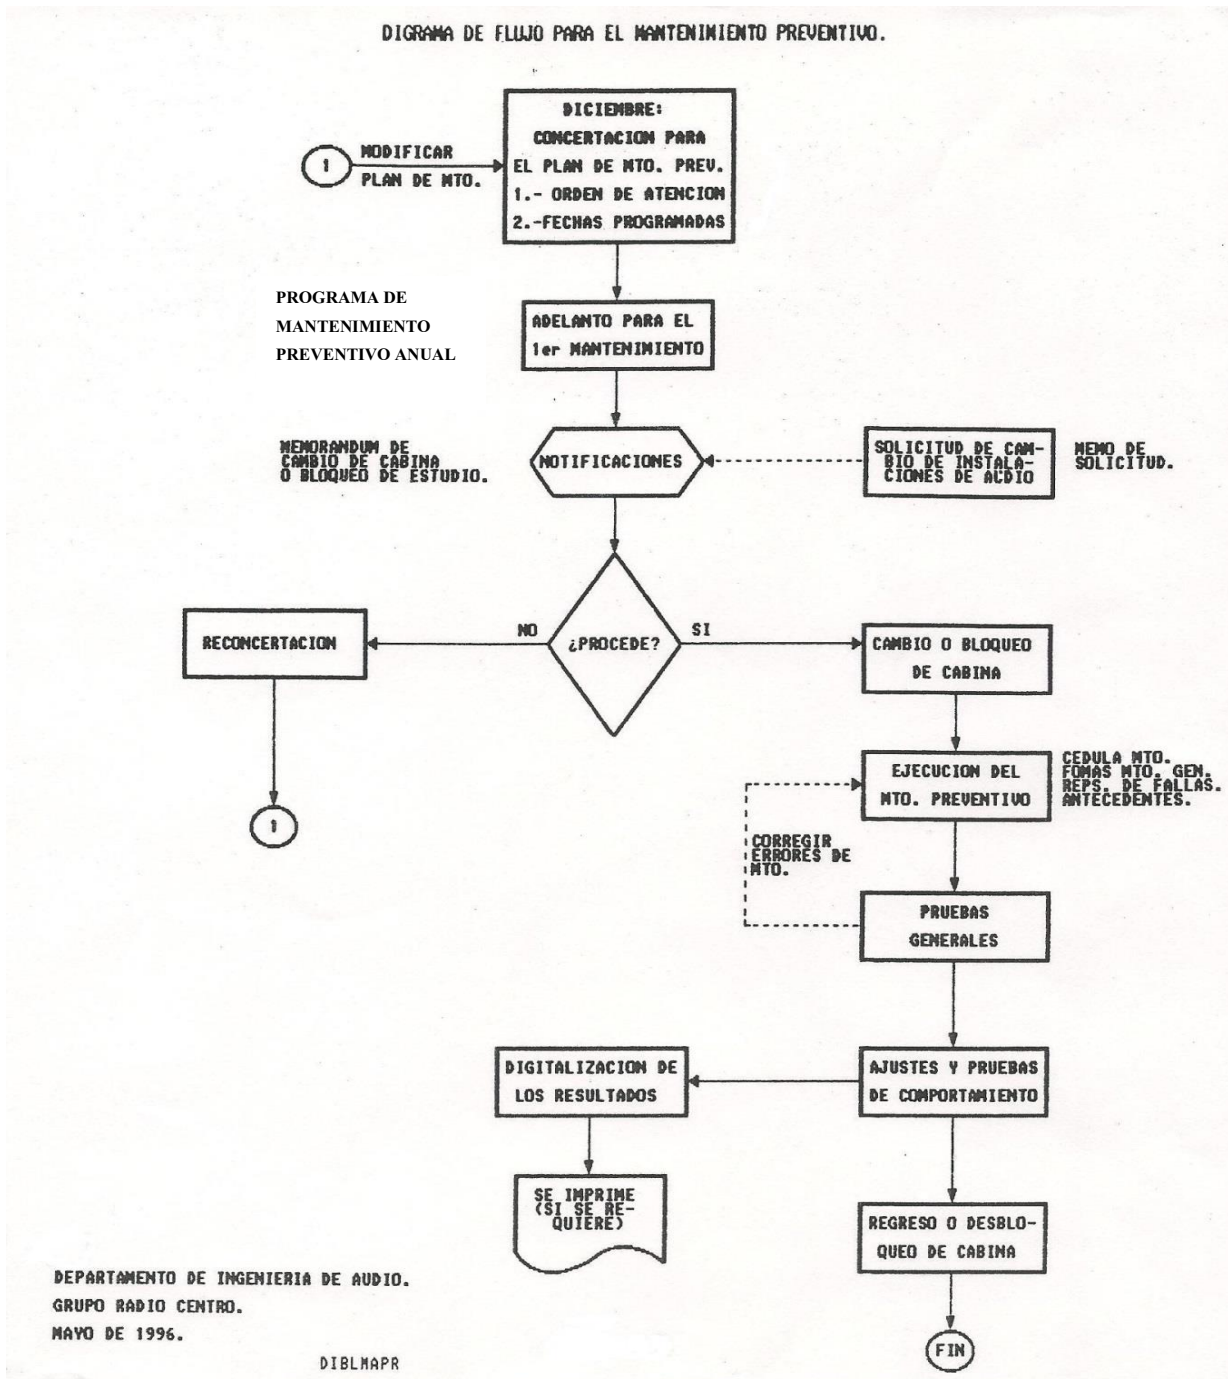 DIGRAMA DE FLUJO PARA EL MANTENIMIENTO PREVENTIVO.
DICIEMBRE:
CONCERTACION PARA
EL PLAN DE MTO. PREV.
1.- ORDEN DE ATENCION
2.-FECHAS PROGRAMADAS
1
MODIFICAR
PLAN DE MTO.
PROGRAMA DE
MANTENIMIENTO
PREVENTIVO ANUAL
ADELANTO PARA EL
1er MANTENIMIENTO
MEMORANDUM DE
CAMBIO DE CABINA
O BLOQUEO DE ESTUDIO.
NOTIFICACIONES
SOLICITUD DE CAM-
BIO DE INSTALA-
CIONES DE AUDIO
MEMO DE
SOLICITUD.
RECONCERTACION
NO
¿PROCEDE?
SI
CAMBIO O BLOQUEO
DE CABINA
1
EJECUCION DEL
MTO. PREVENTIVO
CEDULA MTO.
FOMAS MTO. GEN.
REPS. DE FALLAS.
ANTECEDENTES.
CORREGIR
ERRORES DE
MTO.
PRUEBAS
GENERALES
DIGITALIZACION DE
LOS RESULTADOS
AJUSTES Y PRUEBAS
DE COMPORTAMIENTO
SE IMPRIME
(SI SE RE-
QUIERE)
REGRESO O DESBLO-
QUEO DE CABINA
FIN
DEPARTAMENTO DE INGENIERIA DE AUDIO.
GRUPO RADIO CENTRO.
MAYO DE 1996.
DIBLMAPR